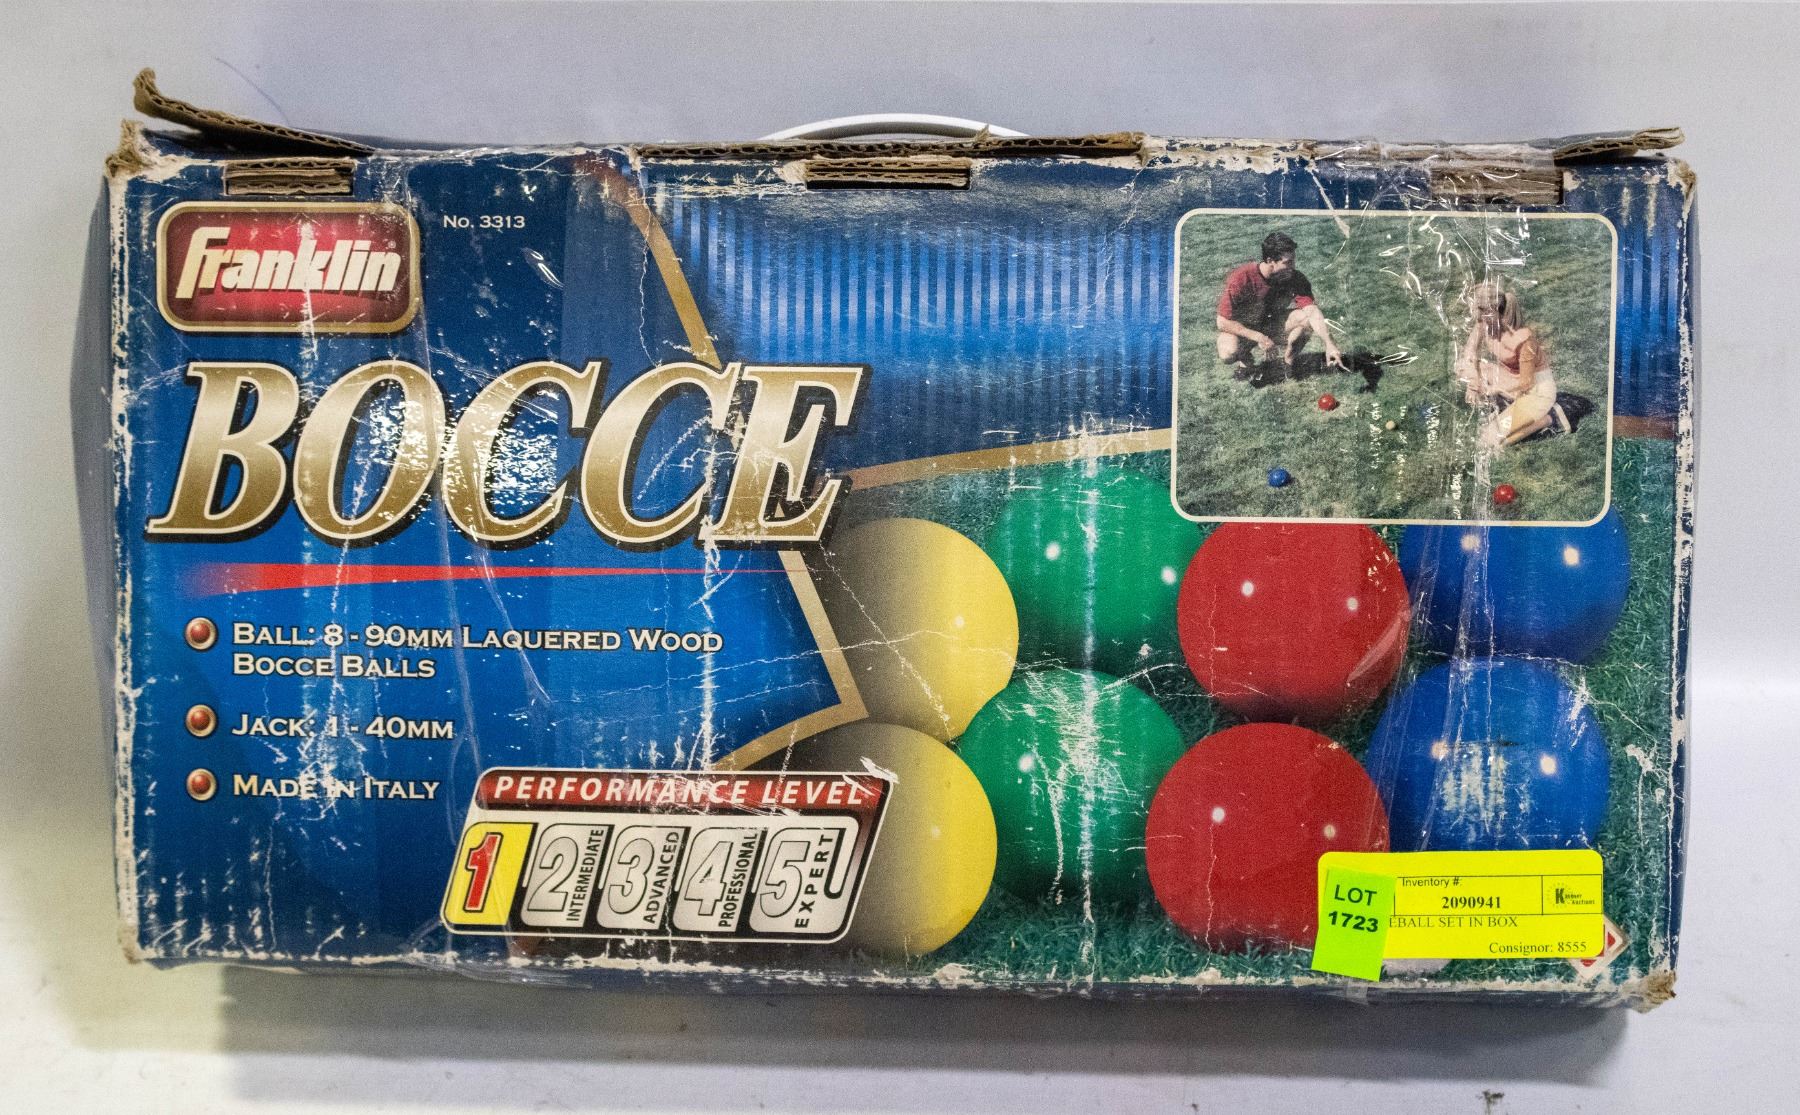 franklin
No. 3313
BOCCE
BALL: 8 - 90MM LAQUERED WOOD
BOCCE BALLS
JACK: 1 - 40MM
MADE IN ITALY
PERFORMANCE LEVEL
1
2 INTERMEDIATE
3 ADVANCED
4 PROFESSIONAL
5 EXPERT
LOT
1723
Inventory #:
2090941
EBALL SET IN BOX
Consignor: 8555